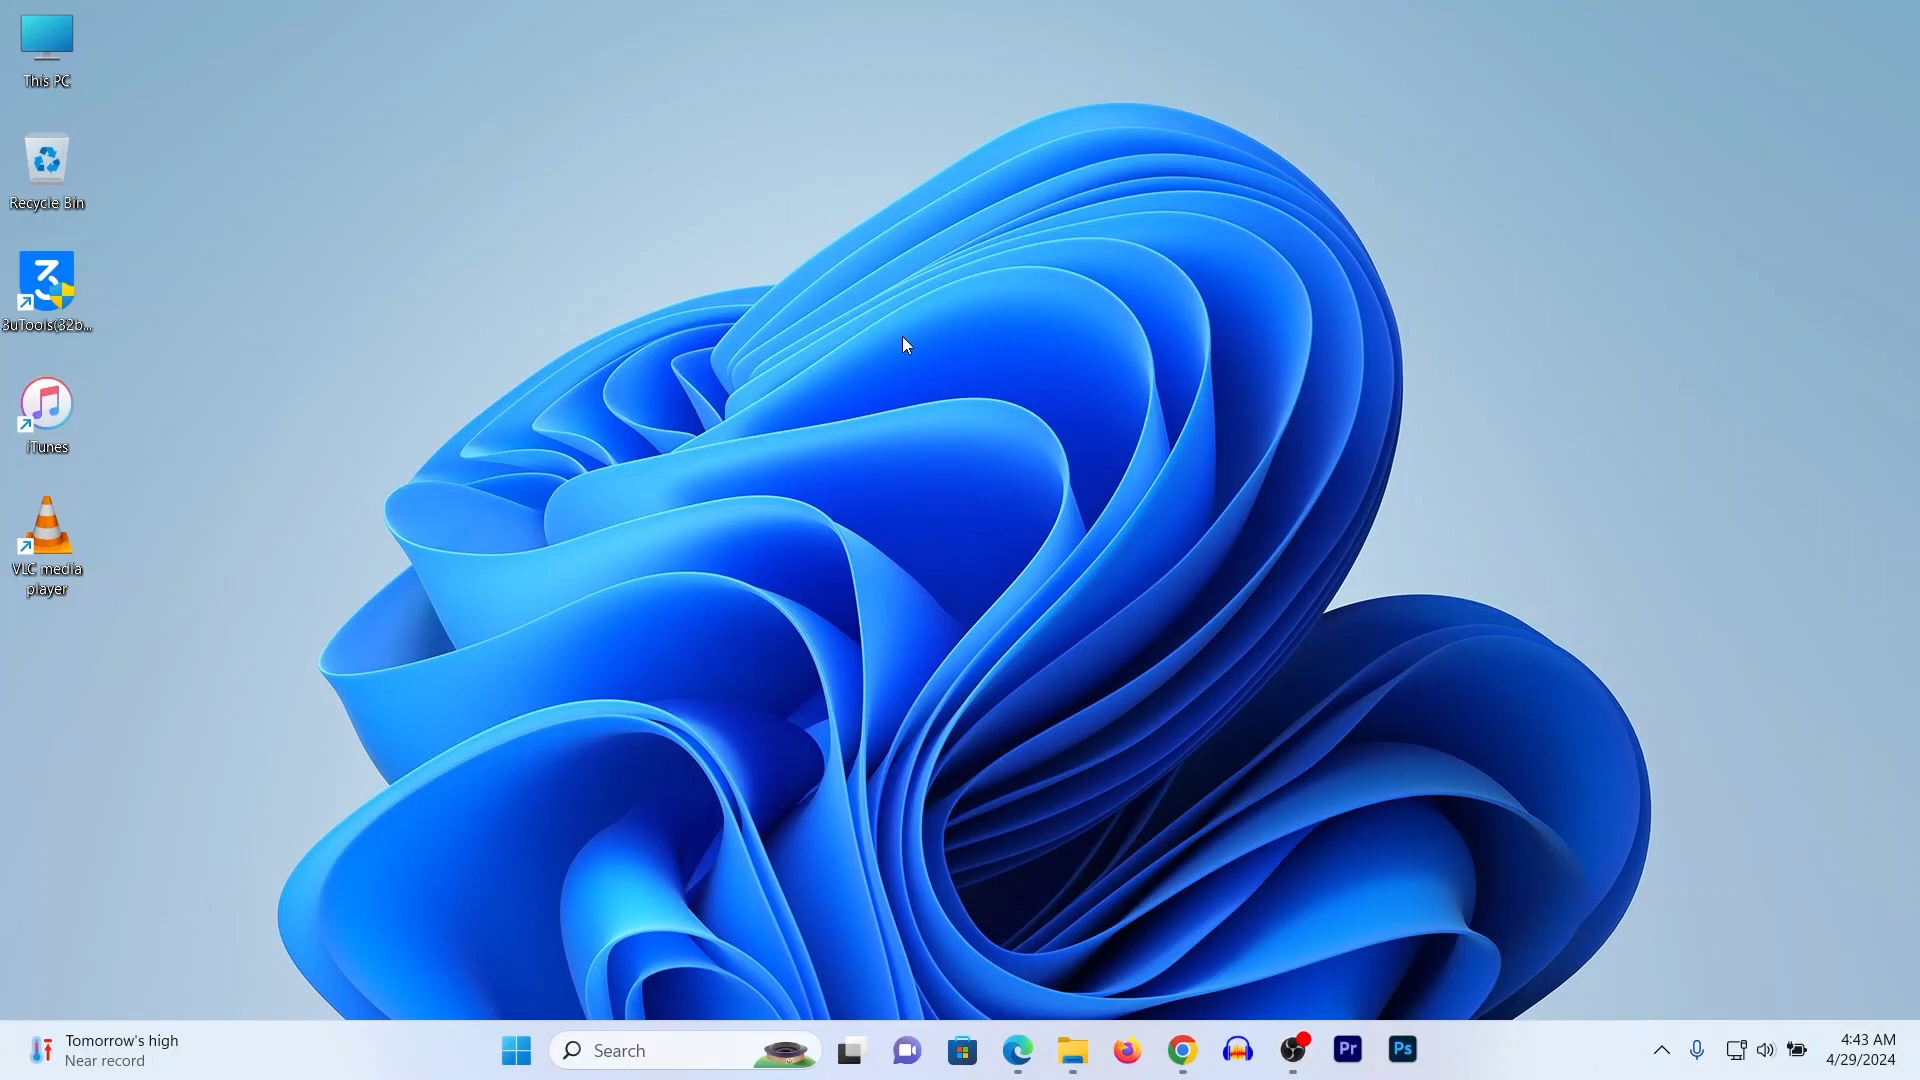 This PC
Recycle Bin
3uTools(32b...
iTunes
VLC media
player
Tomorrow's high
Near record
Search
Pr
Ps
4:43 AM
4/29/2024